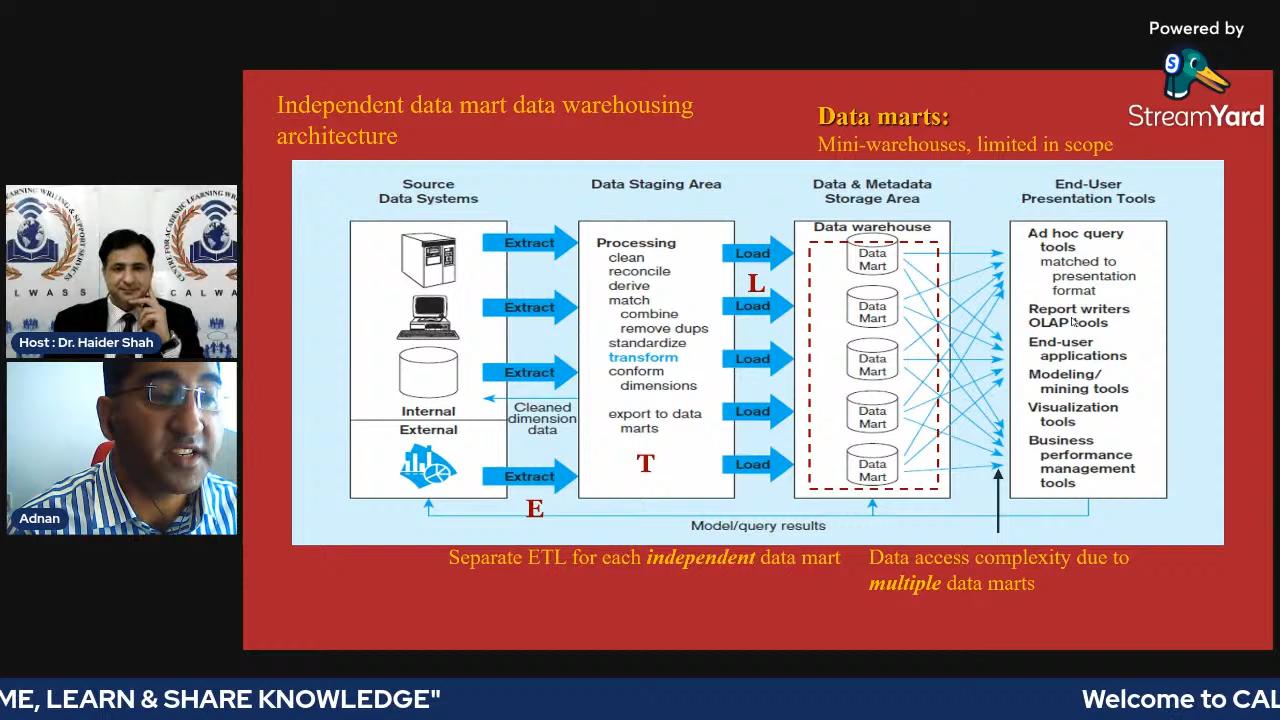 Powered by
StreamYard
Independent data mart data warehousing
architecture
Data marts:
Mini-warehouses, limited in scope
Source
Data Systems
Data Staging Area
Data & Metadata
Storage Area
End-User
Presentation Tools
Extract
Extract
Extract
Extract
Internal
External
Cleaned
dimension
data
E
Processing
clean
reconcile
derive
match
combine
remove dups
standardize
transform
conform
dimensions
export to data
marts
T
Load
L
Load
Load
Load
Load
Data warehouse
Data
Mart
Data
Mart
Data
Mart
Data
Mart
Data
Mart
Ad hoc query
tools
matched to
presentation
format
Report writers
OLAP tools
End-user
applications
Modeling/
mining tools
Visualization
tools
Business
performance
management
tools
Model/query results
Separate ETL for each independent data mart
Data access complexity due to
multiple data marts
Host : Dr. Haider Shah
Adnan
ME, LEARN & SHARE KNOWLEDGE"
Welcome to CAL